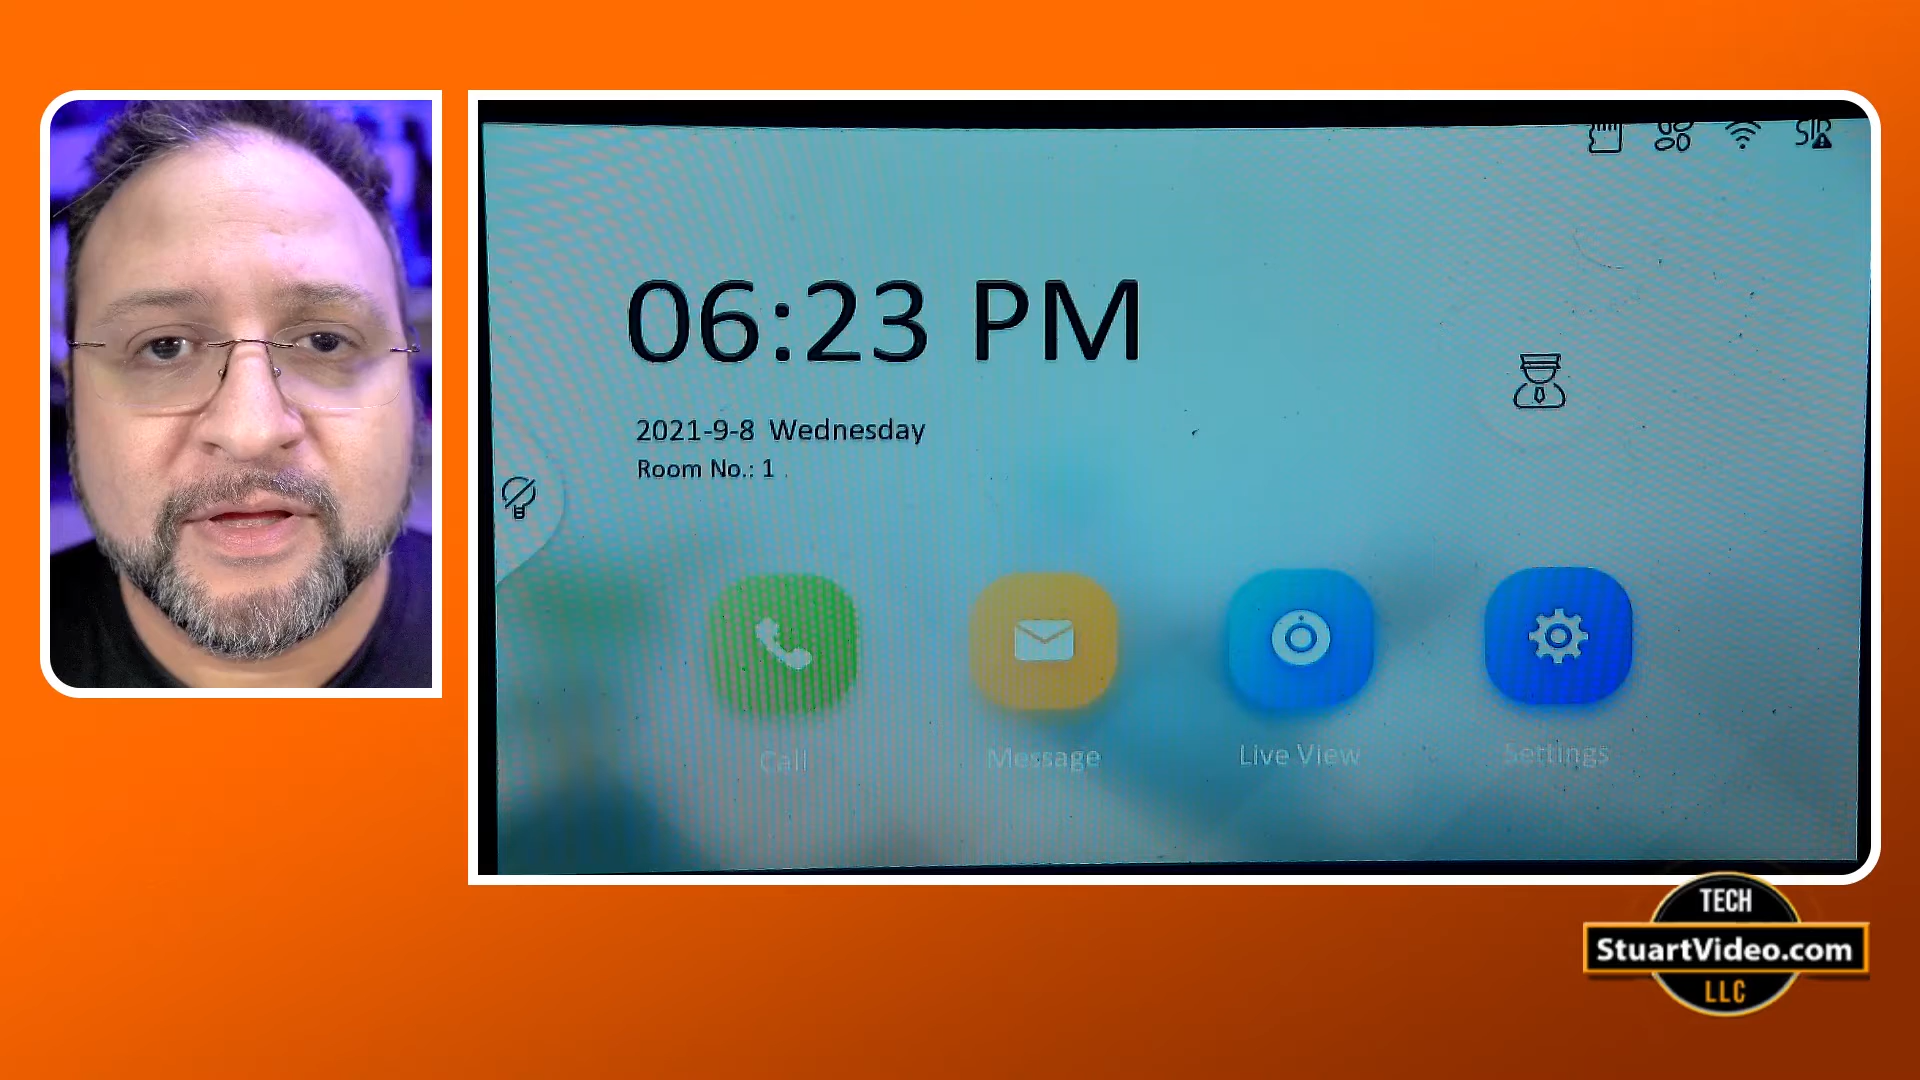 SIP
06:23 PM
2021-9-8 Wednesday
Room No.: 1
Call
Message
Live View
Settings
TECH
StuartVideo.com
LLC